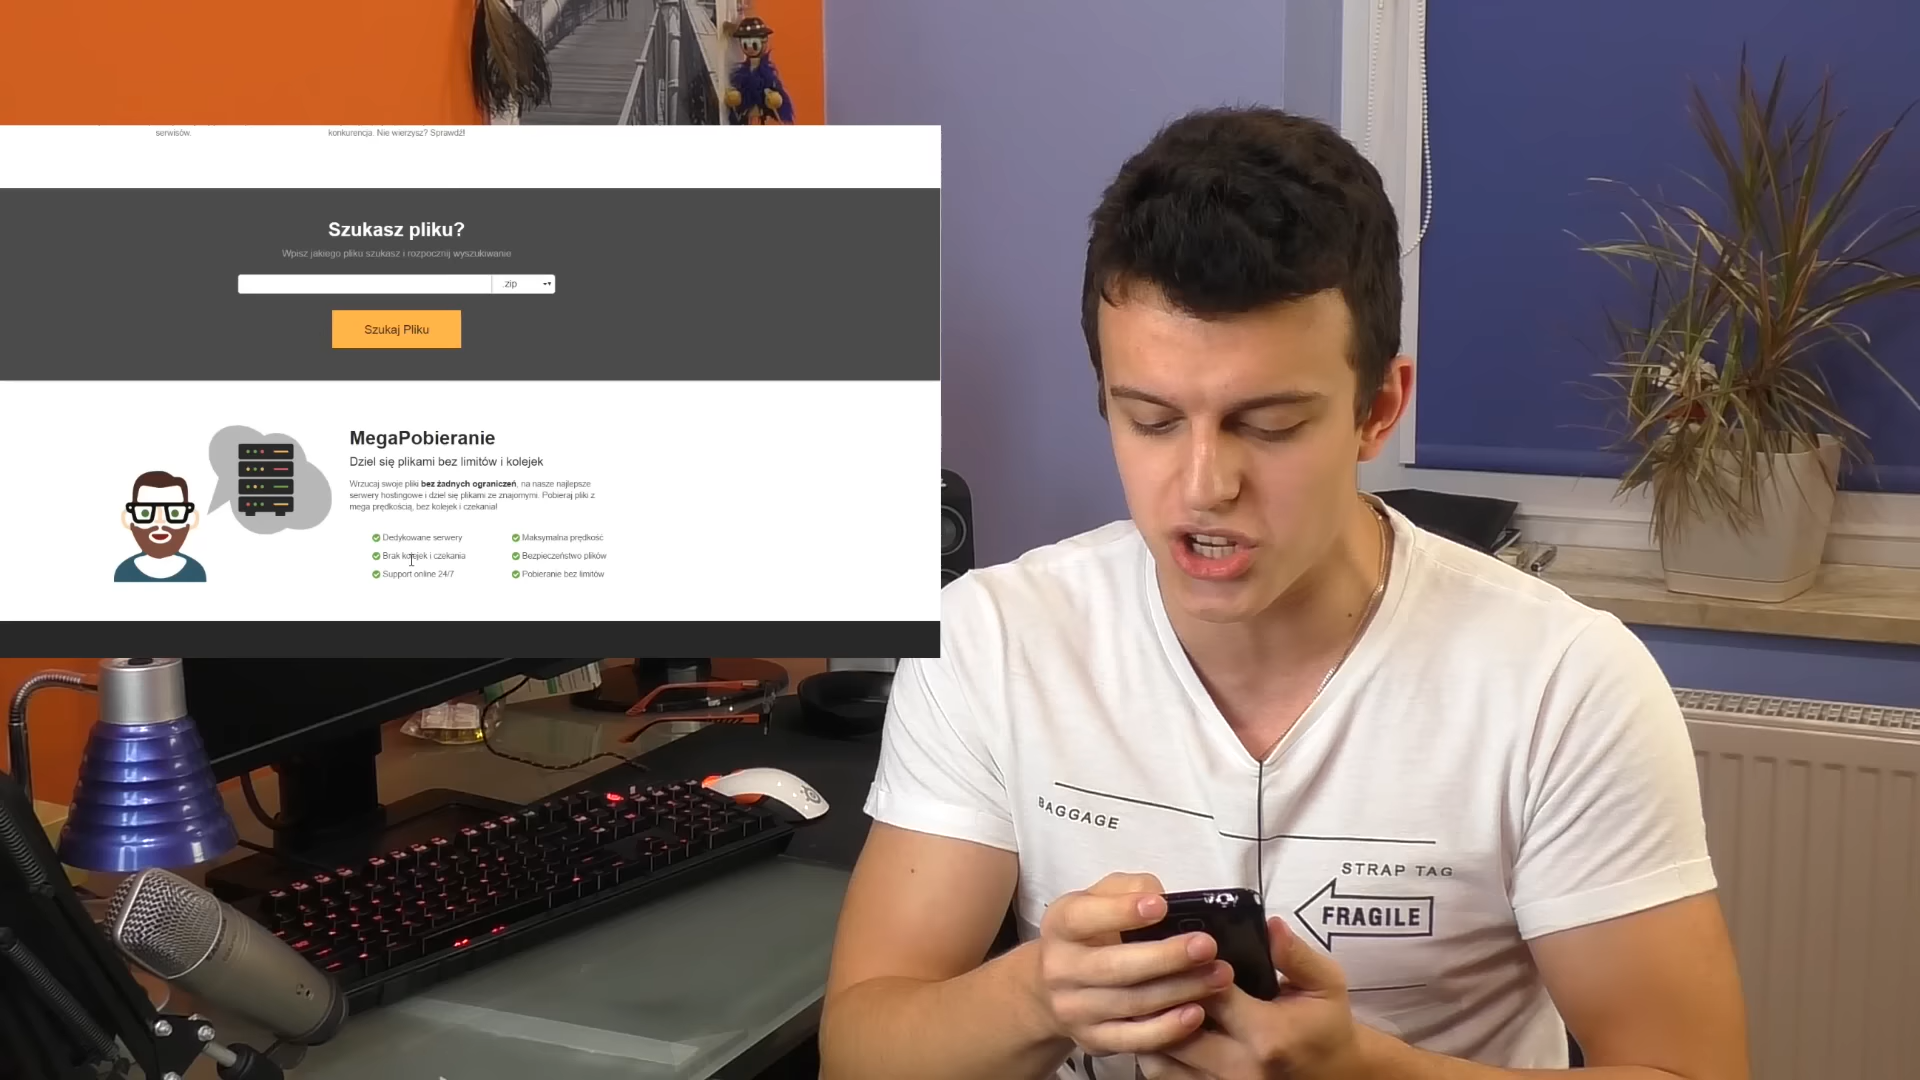 serwisów.
konkurencja. Nie wierzysz? Sprawdź!
Szukasz pliku?
Wpisz jakiego pliku szukasz i rozpocznij wyszukiwanie
.zip
Szukaj Pliku
MegaPobieranie
Dziel się plikami bez limitów i kolejek
Wrzucaj swoje pliki bez żadnych ograniczeń, na nasze najlepsze
serwery hostingowe i dziel się plikami ze znajomymi. Pobieraj pliki z
mega prędkością, bez kolejek i czekania!
Dedykowane serwery
Maksymalna prędkość
Brak kolejek i czekania
Bezpieczeństwo plików
Support online 24/7
Pobieranie bez limitów
BAGGAGE
STRAP TAG
FRAGILE